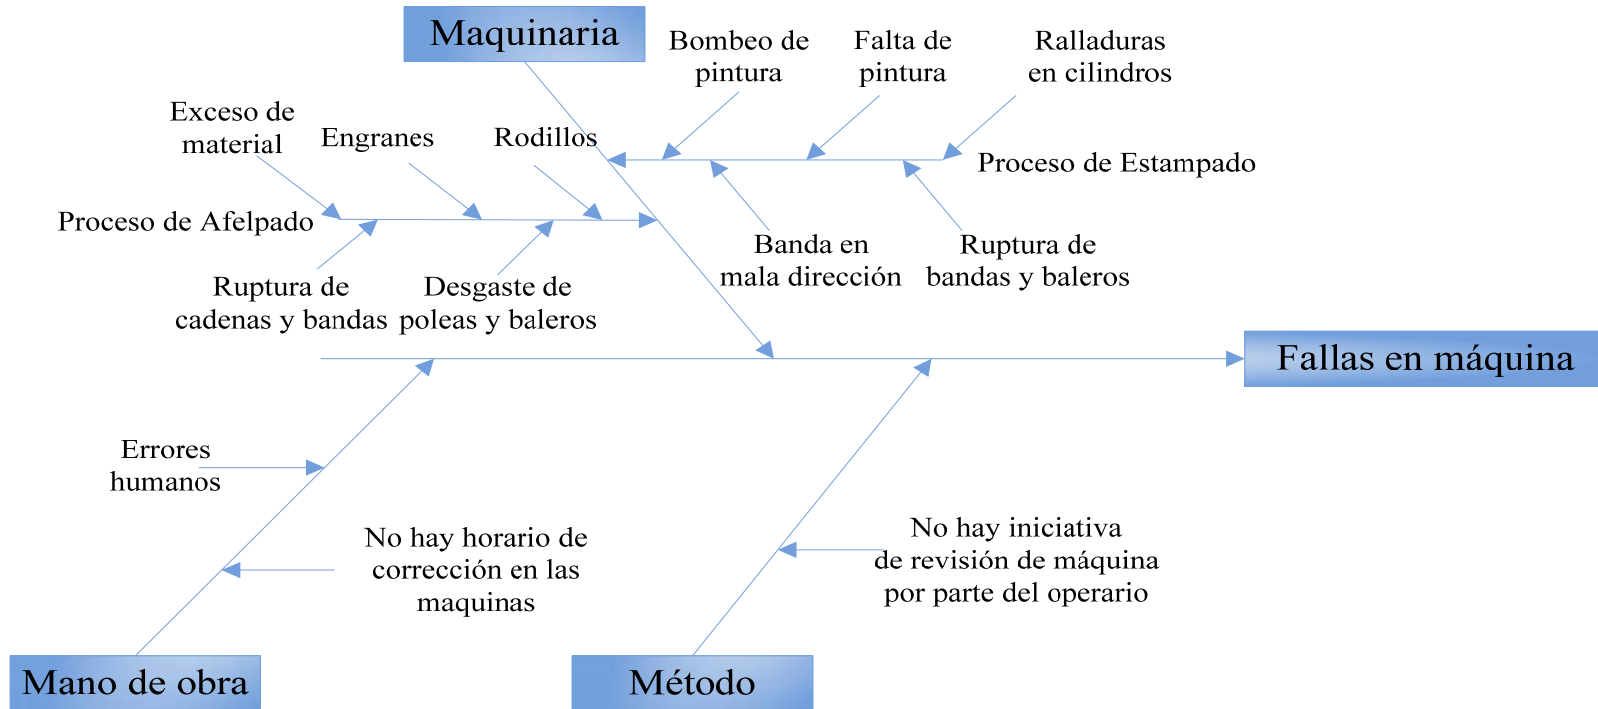 Maquinaria
Bombeo de
pintura
Falta de
pintura
Ralladuras
en cilindros
Exceso de
material
Engranes
Rodillos
Proceso de Estampado
Proceso de Afelpado
Banda en
mala dirección
Ruptura de
bandas y baleros
Ruptura de
cadenas y bandas
Desgaste de
poleas y baleros
Fallas en máquina
Errores
humanos
No hay horario de
corrección en las
maquinas
No hay iniciativa
de revisión de máquina
por parte del operario
Mano de obra
Método